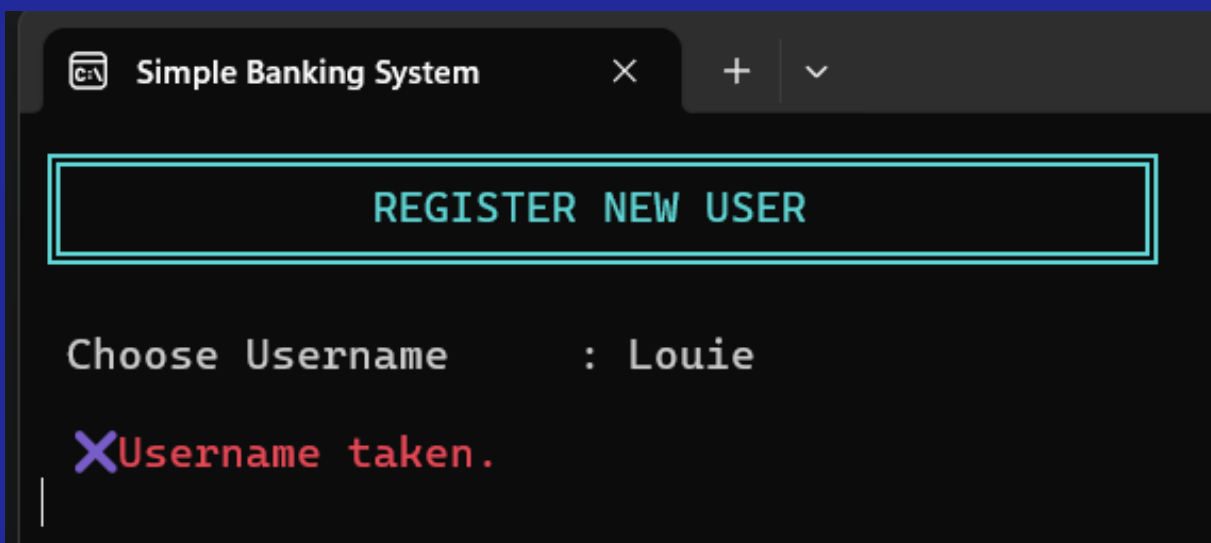 C:\ Simple Banking System
REGISTER NEW USER
Choose Username : Louie
❌Username taken.